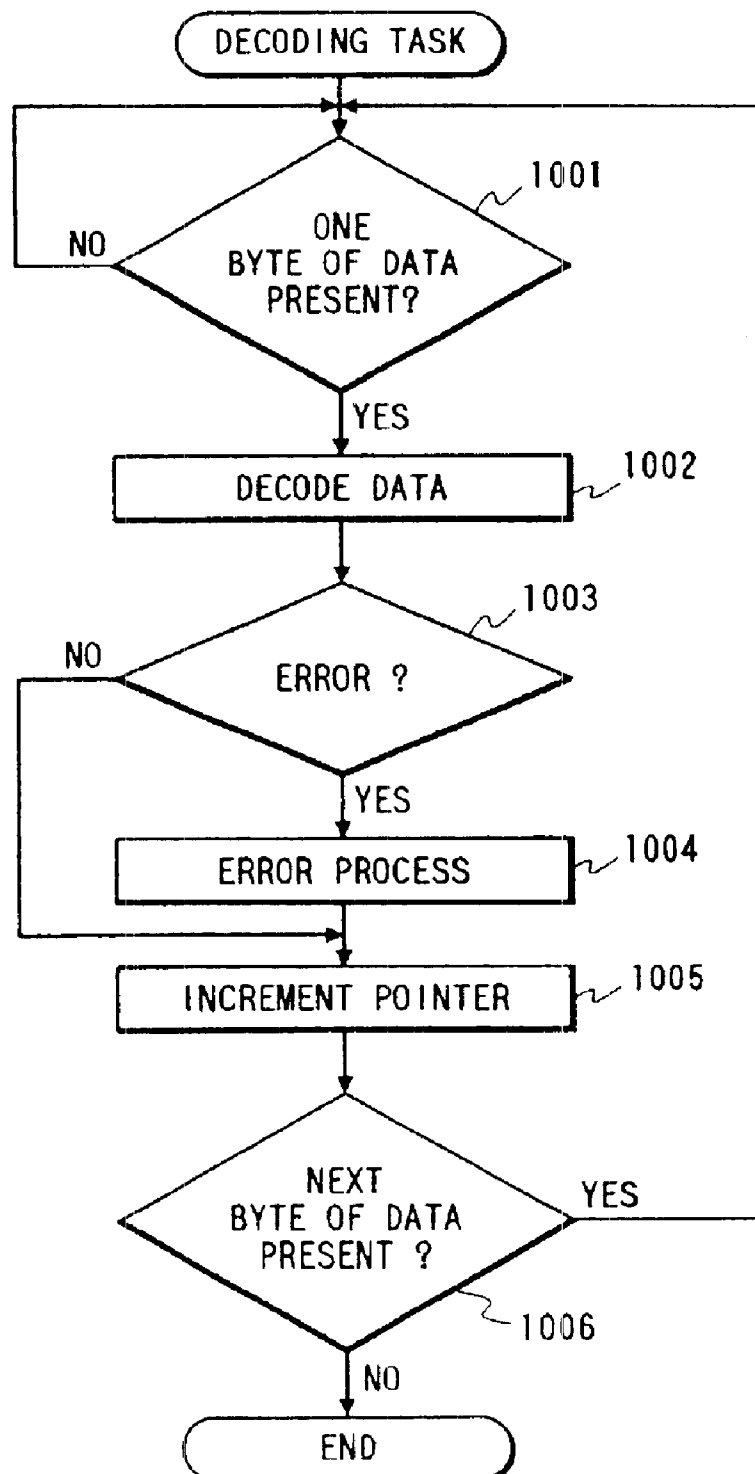 DECODING TASK
1001
ONE
BYTE OF DATA
PRESENT?
NO
YES
1002
DECODE DATA
1003
NO
ERROR ?
YES
1004
ERROR PROCESS
1005
INCREMENT POINTER
NEXT
BYTE OF DATA
PRESENT ?
YES
1006
NO
END